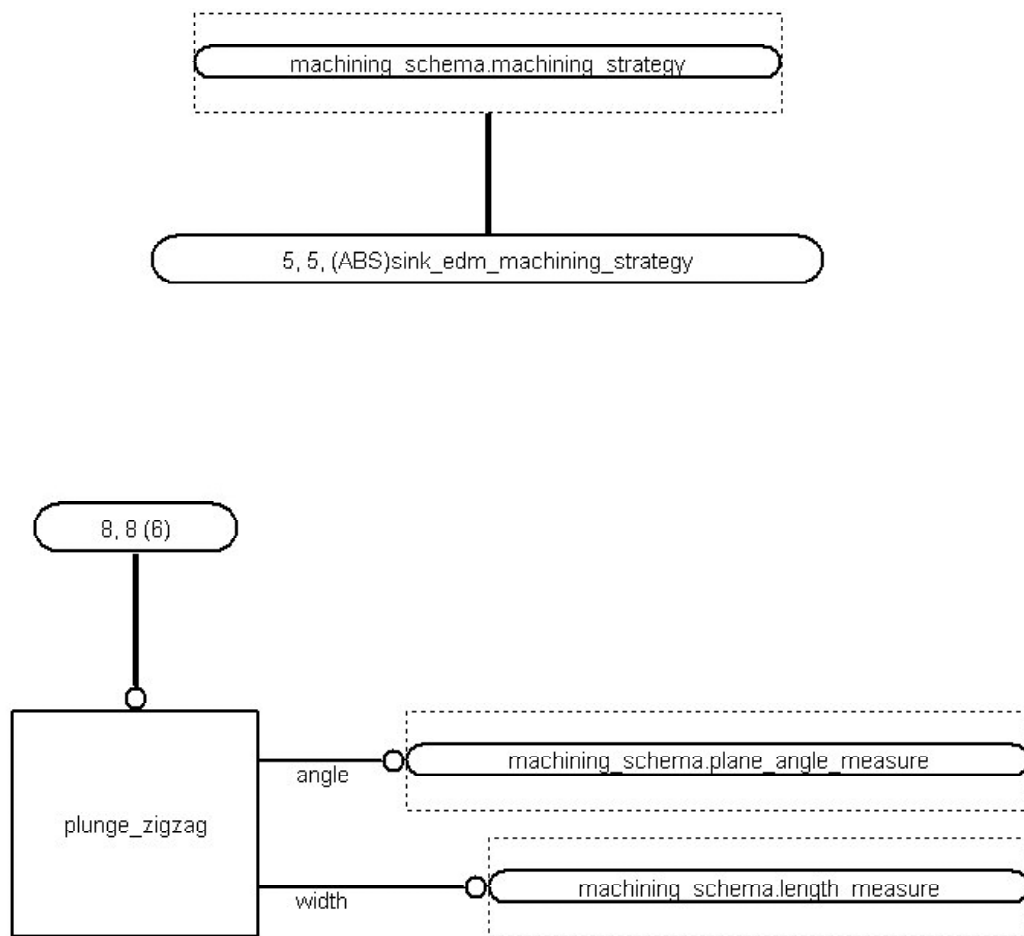 machining_schema.machining_strategy
5, 5, (ABS)sink_edm_machining_strategy
8, 8 (6)
machining_schema.plane_angle_measure
angle
plunge_zigzag
machining_schema.length_measure
width